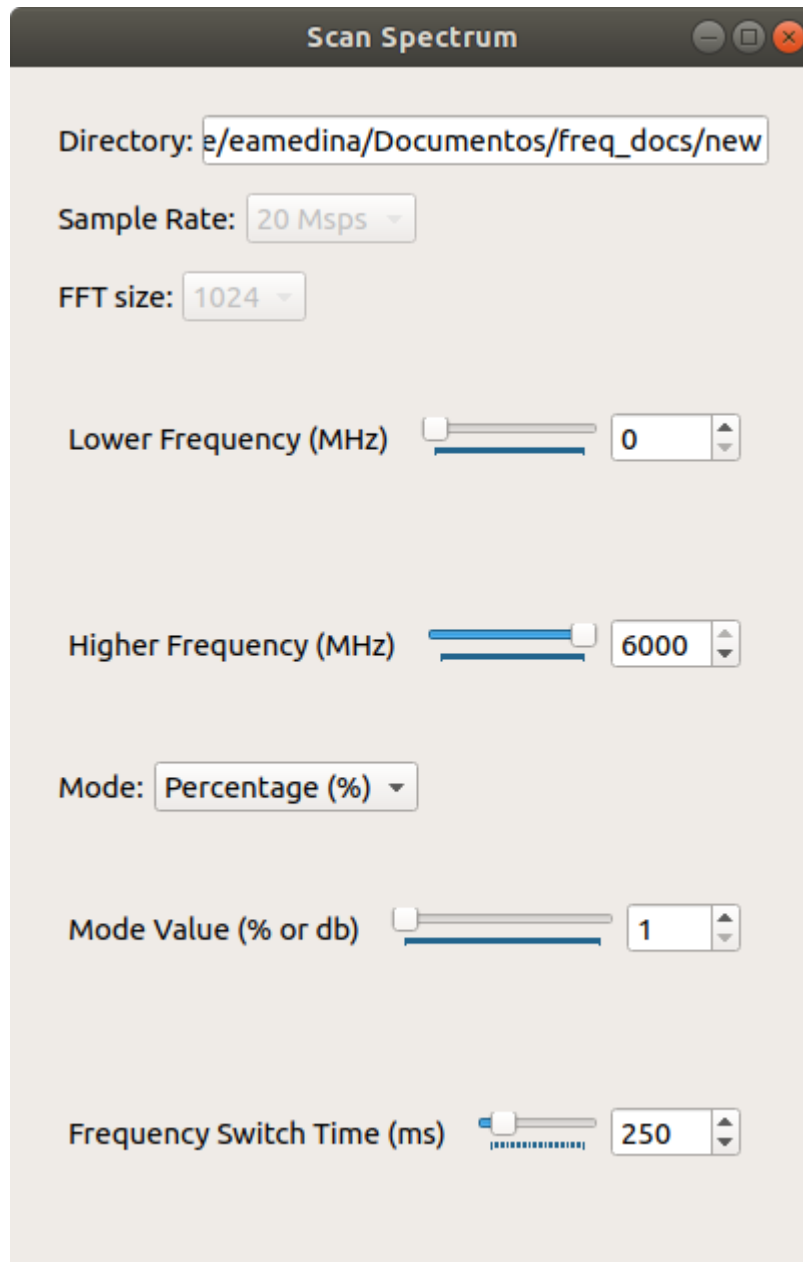 Scan Spectrum
Directory: e/eamedina/Documentos/freq_docs/new
Sample Rate: 20 Msps
FFT size: 1024
Lower Frequency (MHz) 0
Higher Frequency (MHz) 6000
Mode: Percentage (%)
Mode Value (% or db) 1
Frequency Switch Time (ms) 250